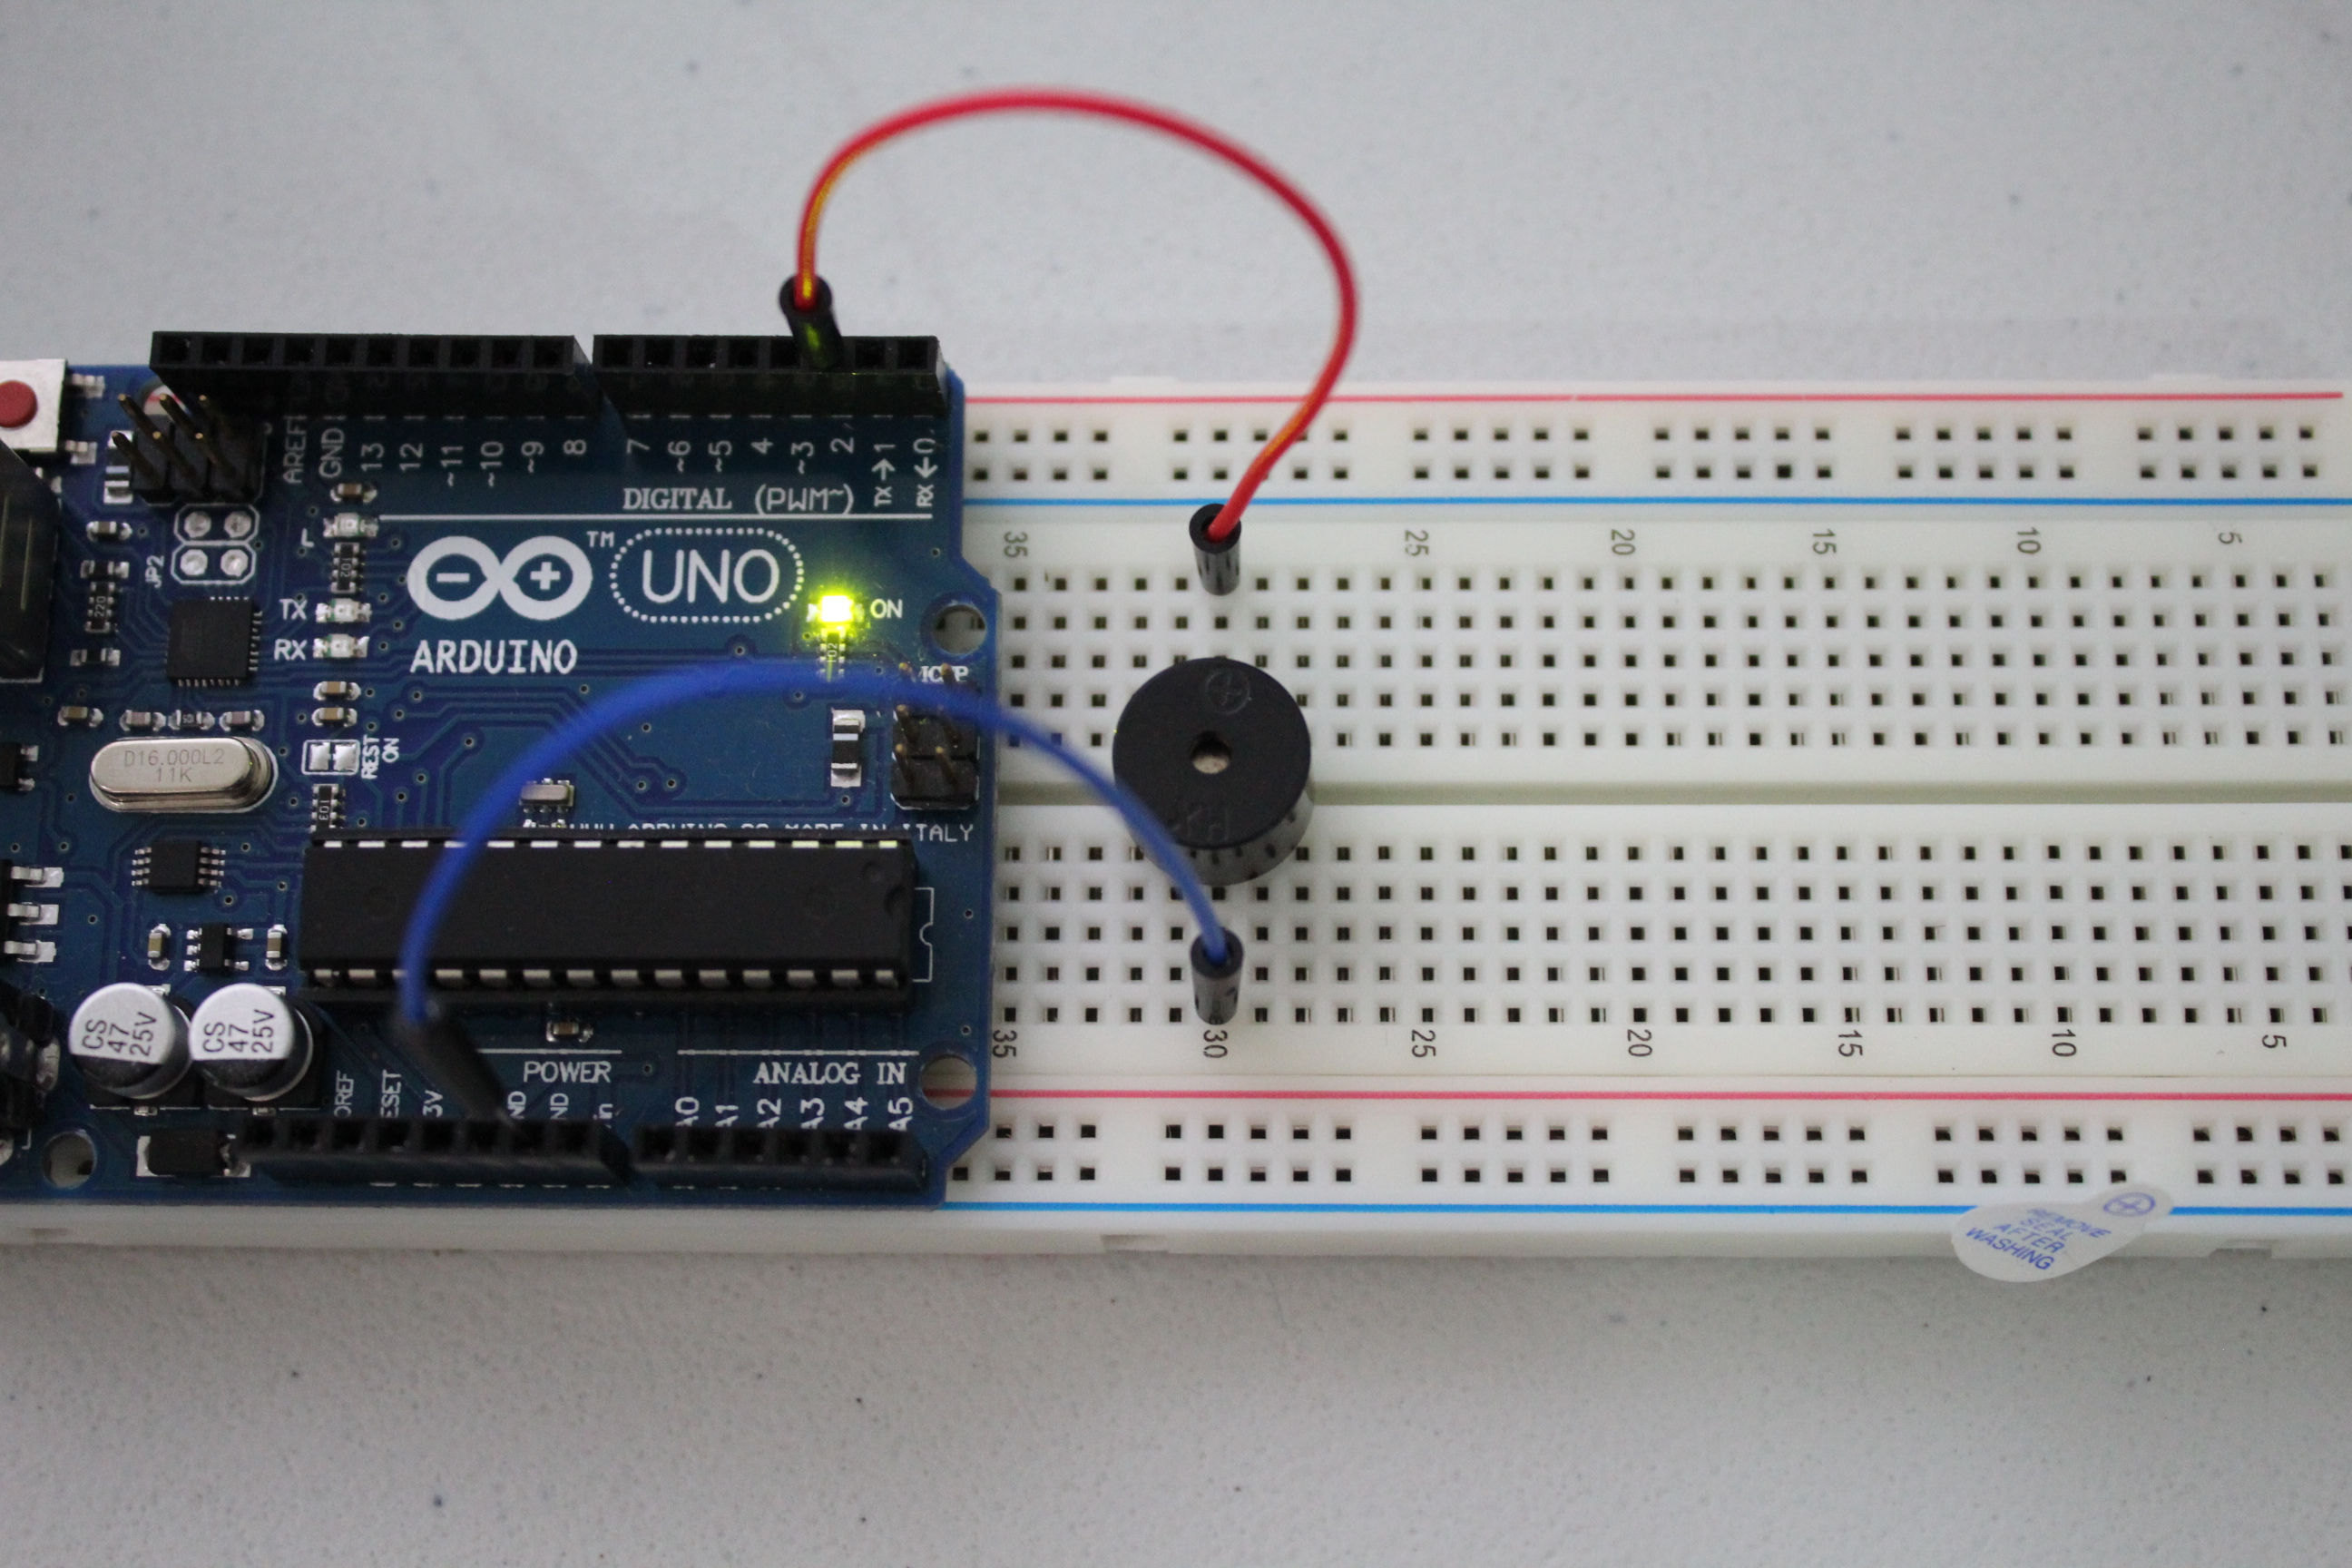 AREF
GND
13
12
~11
~10
~9
8
7
~6
~5
4
~3
2
TX→1
RX←0
DIGITAL (PWM~)
L
TM
UNO
ON
TX
RX
ARDUINO
JP2
ICSP
D16.000L2
11K
REST
ON
ITALY
CS
47
25V
CS
47
25V
POWER
ANALOG IN
A0
A1
A2
A3
A4
A5
35
25
20
15
10
5
35
30
25
20
15
10
5
REMOVE
SEAL
AFTER
WASHING